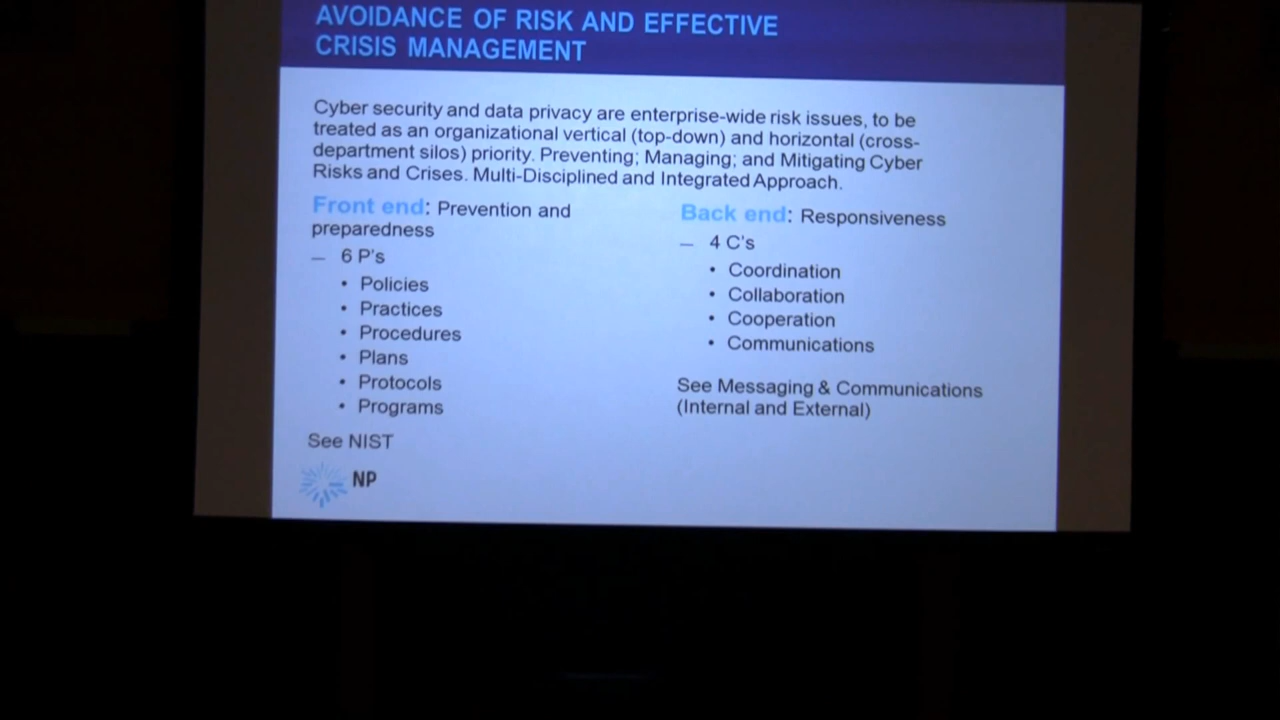 AVOIDANCE OF RISK AND EFFECTIVE
CRISIS MANAGEMENT
Cyber security and data privacy are enterprise-wide risk issues, to be
treated as an organizational vertical (top-down) and horizontal (cross-
department silos) priority. Preventing; Managing; and Mitigating Cyber
Risks and Crises. Multi-Disciplined and Integrated Approach.
Front end: Prevention and
preparedness
– 6 P's
• Policies
• Practices
• Procedures
• Plans
• Protocols
• Programs
See NIST
NP
Back end: Responsiveness
– 4 C's
• Coordination
• Collaboration
• Cooperation
• Communications
See Messaging & Communications
(Internal and External)